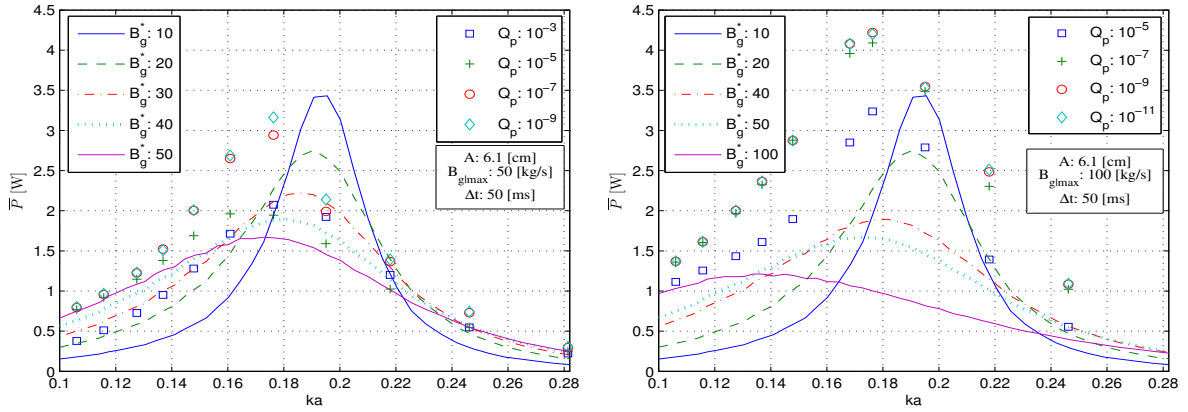 4.5
4
3.5
3
2.5
2
1.5
1
0.5
0
P [W]
0.1 0.12 0.14 0.16 0.18 0.2 0.22 0.24 0.26 0.28
ka
B*g: 10
B*g: 20
B*g: 30
B*g: 40
B*g: 50
Qp: 10−3
Qp: 10−5
Qp: 10−7
Qp: 10−9
A: 6.1 [cm]
Bg|max: 50 [kg/s]
Δt: 50 [ms]
4.5
4
3.5
3
2.5
2
1.5
1
0.5
0
P [W]
0.1 0.12 0.14 0.16 0.18 0.2 0.22 0.24 0.26 0.28
ka
B*g: 10
B*g: 20
B*g: 40
B*g: 50
B*g: 100
Qp: 10−5
Qp: 10−7
Qp: 10−9
Qp: 10−11
A: 6.1 [cm]
Bg|max: 100 [kg/s]
Δt: 50 [ms]